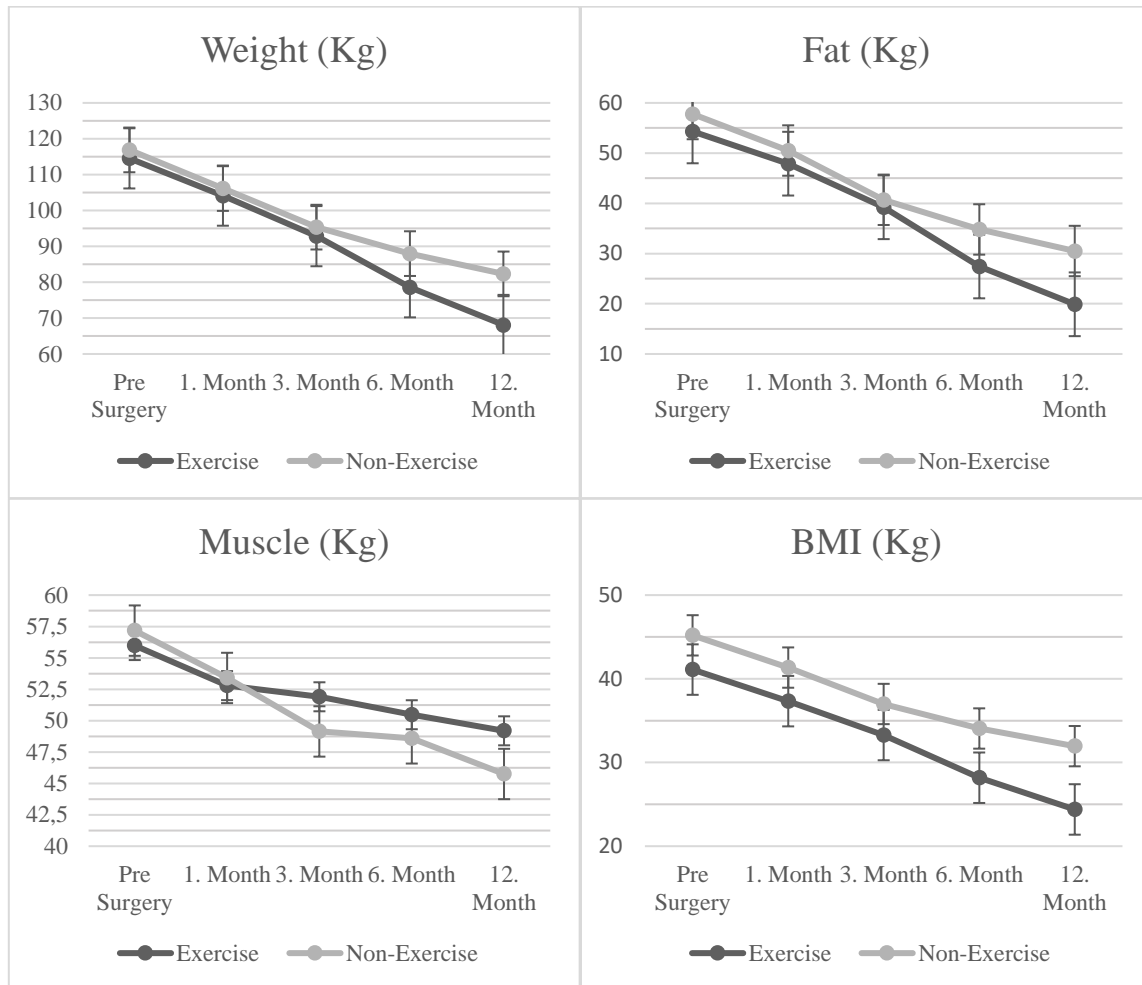 Weight (Kg)
130
120
110
100
90
80
70
60
Pre
Surgery
1. Month
3. Month
6. Month
12.
Month
Exercise
Non-Exercise
Fat (Kg)
60
50
40
30
20
10
Pre
Surgery
1. Month
3. Month
6. Month
12.
Month
Exercise
Non-Exercise
Muscle (Kg)
60
57,5
55
52,5
50
47,5
45
42,5
40
Pre
Surgery
1. Month
3. Month
6. Month
12.
Month
Exercise
Non-Exercise
BMI (Kg)
50
40
30
20
Pre
Surgery
1. Month
3. Month
6. Month
12.
Month
Exercise
Non-Exercise